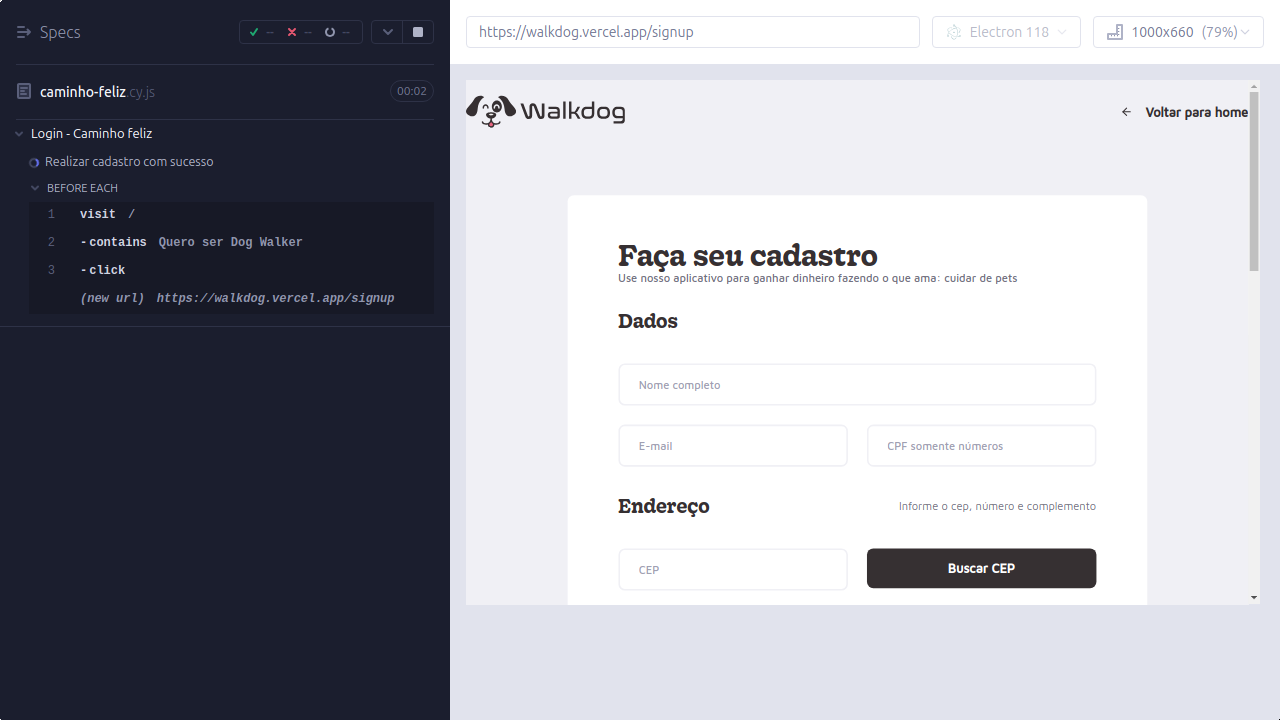 Specs
-- -- --
caminho-feliz.cy.js 00:02
Login - Caminho feliz
Realizar cadastro com sucesso
BEFORE EACH
1 visit /
2 -contains Quero ser Dog Walker
3 -click
(new url) https://walkdog.vercel.app/signup
https://walkdog.vercel.app/signup
Electron 118
1000x660 (79%)
Walkdog
Voltar para home
Faça seu cadastro
Use nosso aplicativo para ganhar dinheiro fazendo o que ama: cuidar de pets
Dados
Nome completo
E-mail
CPF somente números
Endereço
Informe o cep, número e complemento
CEP
Buscar CEP